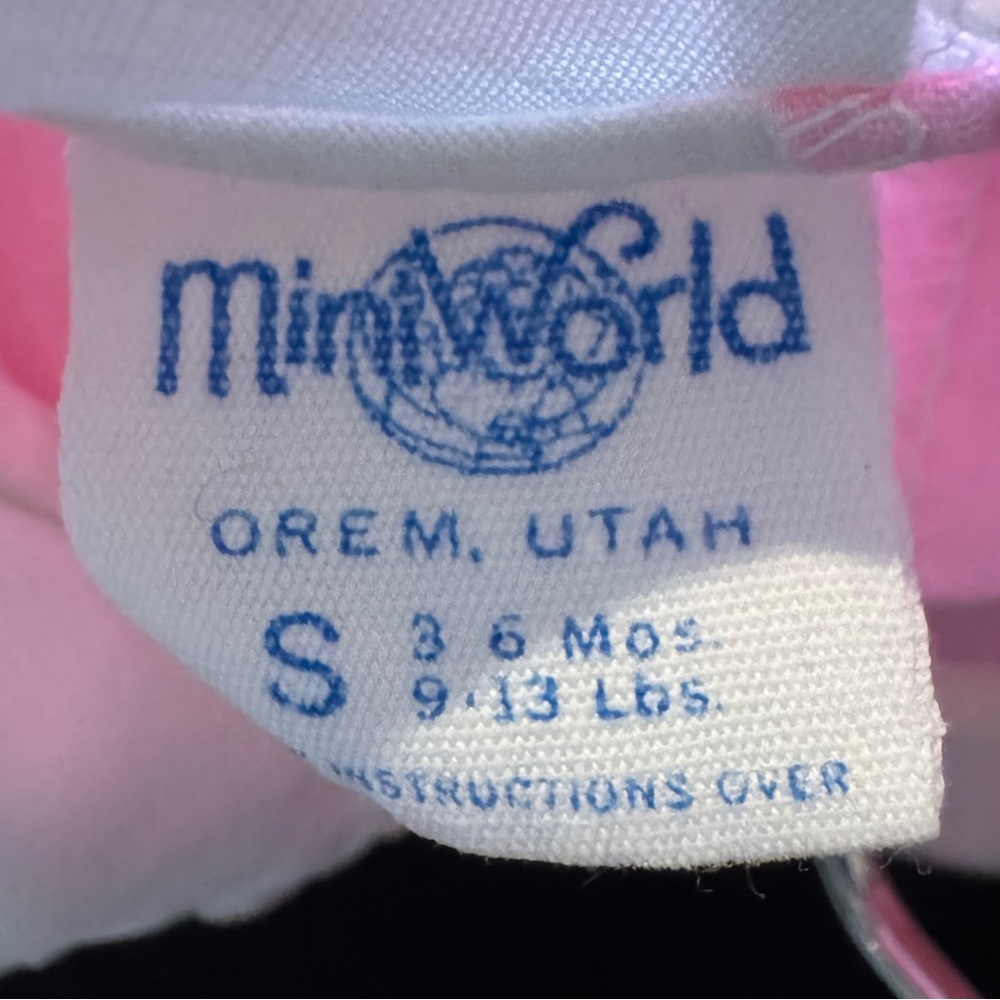 miniWorld
OREM, UTAH
S 3 6 Mos.
9-13 Lbs.
INSTRUCTIONS OVER